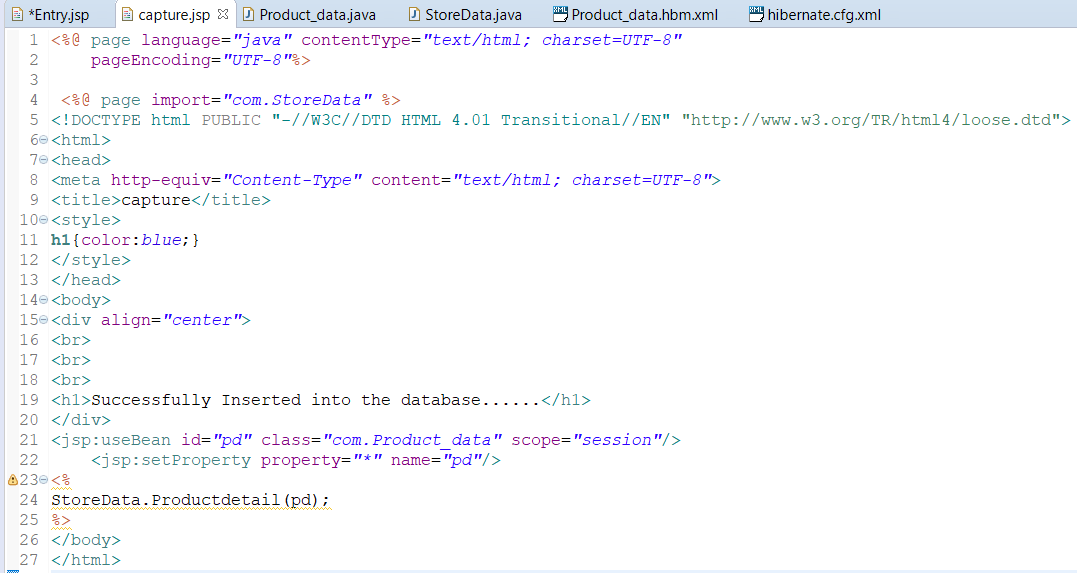 *Entry.jsp capture.jsp Product_data.java StoreData.java Product_data.hbm.xml hibernate.cfg.xml
1 <%@ page language="java" contentType="text/html; charset=UTF-8"
2     pageEncoding="UTF-8"%>
3
4  <%@ page import="com.StoreData" %>
5 <!DOCTYPE html PUBLIC "-//W3C//DTD HTML 4.01 Transitional//EN" "http://www.w3.org/TR/html4/loose.dtd">
6 <html>
7 <head>
8 <meta http-equiv="Content-Type" content="text/html; charset=UTF-8">
9 <title>capture</title>
10 <style>
11 h1{color:blue;}
12 </style>
13 </head>
14 <body>
15 <div align="center">
16 <br>
17 <br>
18 <br>
19 <h1>Successfully Inserted into the database......</h1>
20 </div>
21 <jsp:useBean id="pd" class="com.Product_data" scope="session"/>
22     <jsp:setProperty property="*" name="pd"/>
23 <%
24 StoreData.Productdetail(pd);
25 %>
26 </body>
27 </html>